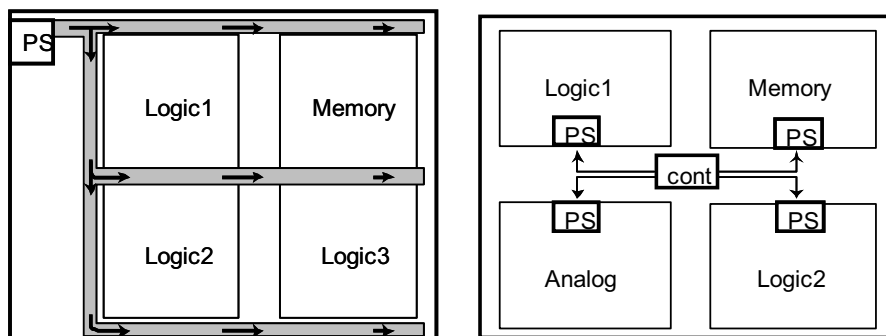 PS
Logic1
Memory
Logic2
Logic3
Logic1
Memory
PS
PS
cont
PS
PS
Analog
Logic2